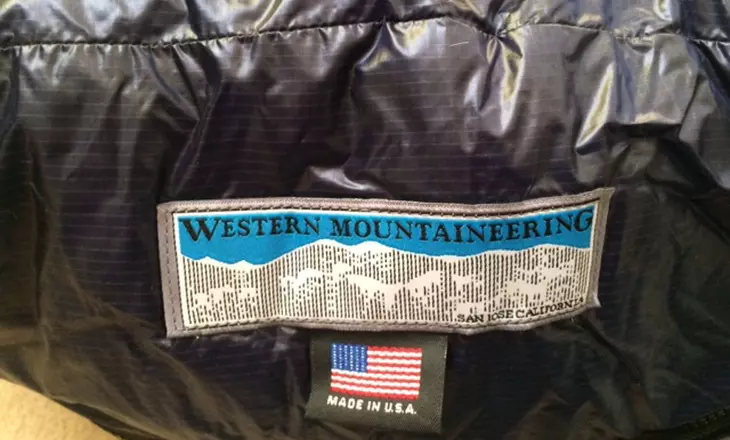 WESTERN MOUNTAINEERING
SAN JOSE CALIFORNIA
MADE IN U.S.A.